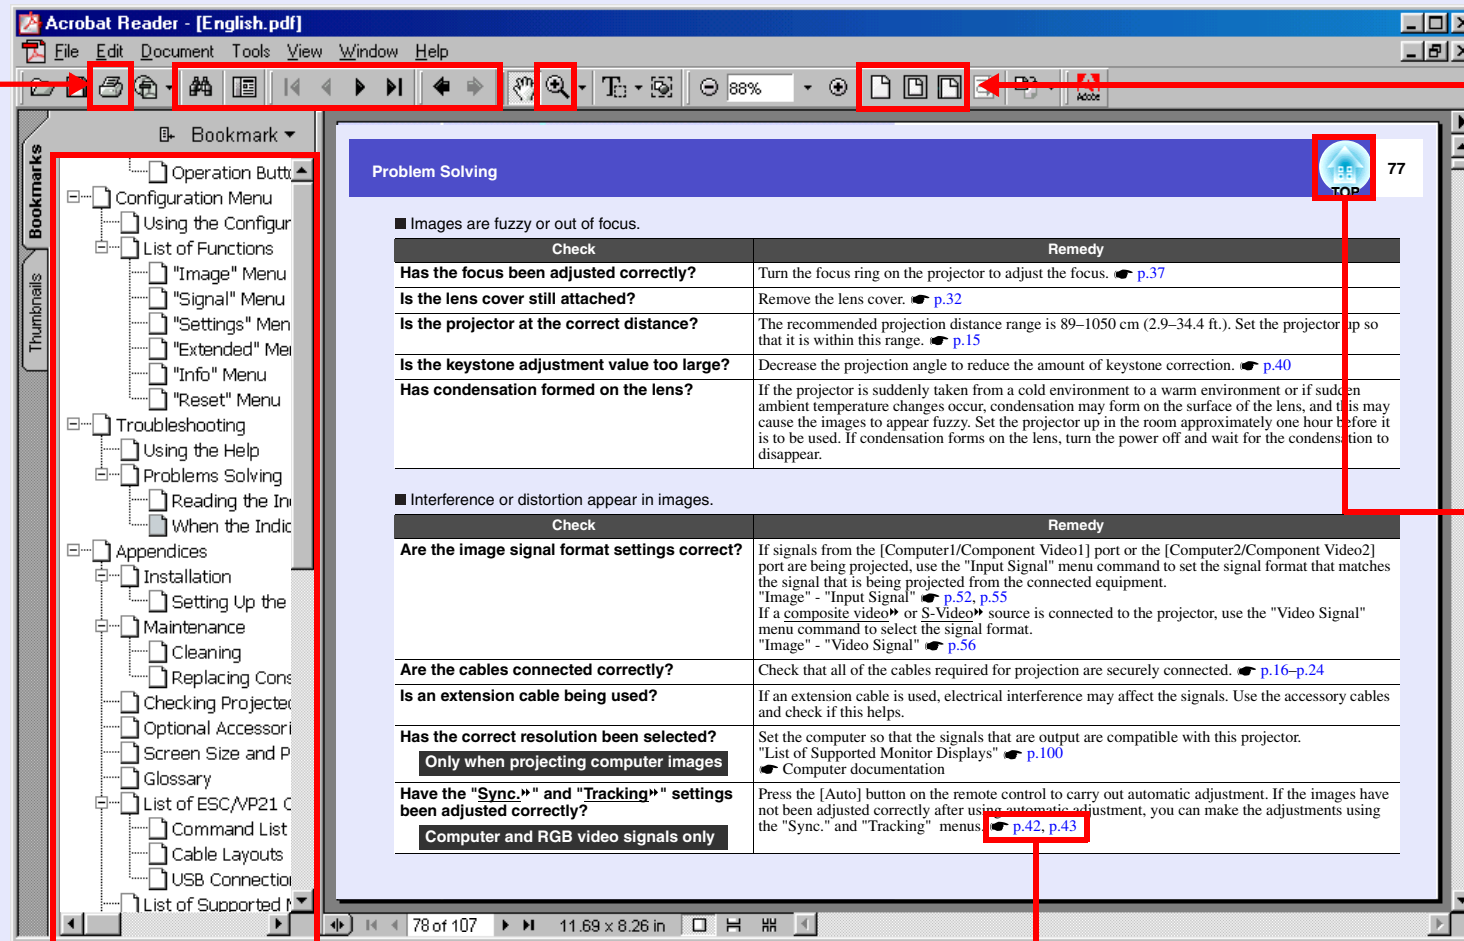 Acrobat Reader - [English.pdf]
File Edit Document Tools View Window Help
88%
Adobe
Bookmarks
Thumbnails
Bookmark
Operation Butt
Configuration Menu
Using the Configur
List of Functions
"Image" Menu
"Signal" Menu
"Settings" Men
"Extended" Me
"Info" Menu
"Reset" Menu
Troubleshooting
Using the Help
Problems Solving
Reading the In
When the Indic
Appendices
Installation
Setting Up the
Maintenance
Cleaning
Replacing Cons
Checking Projected
Optional Accessori
Screen Size and P
Glossary
List of ESC/VP21 C
Command List
Cable Layouts
USB Connection
List of Supported M
Problem Solving
TOP
77
Images are fuzzy or out of focus.
Check Remedy
Has the focus been adjusted correctly? Turn the focus ring on the projector to adjust the focus. p.37
Is the lens cover still attached? Remove the lens cover. p.32
Is the projector at the correct distance? The recommended projection distance range is 89–1050 cm (2.9–34.4 ft.). Set the projector up so
that it is within this range. p.15
Is the keystone adjustment value too large? Decrease the projection angle to reduce the amount of keystone correction. p.40
Has condensation formed on the lens? If the projector is suddenly taken from a cold environment to a warm environment or if sudden
ambient temperature changes occur, condensation may form on the surface of the lens, and this may
cause the images to appear fuzzy. Set the projector up in the room approximately one hour before it
is to be used. If condensation forms on the lens, turn the power off and wait for the condensation to
disappear.
Interference or distortion appear in images.
Check Remedy
Are the image signal format settings correct? If signals from the [Computer1/Component Video1] port or the [Computer2/Component Video2]
port are being projected, use the "Input Signal" menu command to set the signal format that matches
the signal that is being projected from the connected equipment.
"Image" - "Input Signal" p.52, p.55
If a composite video or S-Video source is connected to the projector, use the "Video Signal"
menu command to select the signal format.
"Image" - "Video Signal" p.56
Are the cables connected correctly? Check that all of the cables required for projection are securely connected. p.16–p.24
Is an extension cable being used? If an extension cable is used, electrical interference may affect the signals. Use the accessory cables
and check if this helps.
Has the correct resolution been selected? Set the computer so that the signals that are output are compatible with this projector.
Only when projecting computer images "List of Supported Monitor Displays" p.100
Computer documentation
Have the "Sync." and "Tracking" settings Press the [Auto] button on the remote control to carry out automatic adjustment. If the images have
been adjusted correctly? not been adjusted correctly after using automatic adjustment, you can make the adjustments using
Computer and RGB video signals only the "Sync." and "Tracking" menus. p.42, p.43
78 of 107 11.69 x 8.26 in